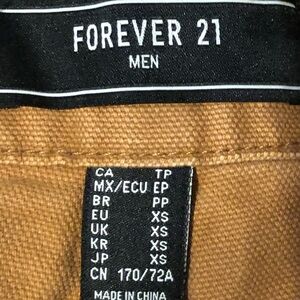 FOREVER 21
MEN
CA TP
MX/ECU EP
BR PP
EU XS
UK XS
KR XS
JP XS
CN 170/72A
MADE IN CHINA